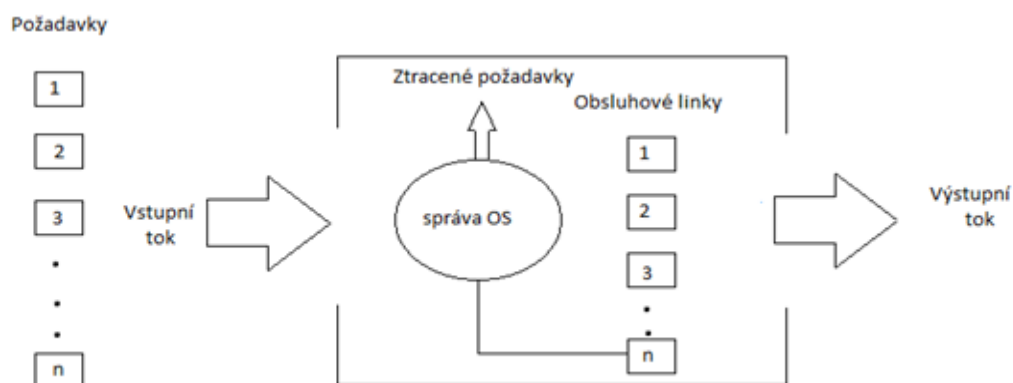 Požadavky
1
2
3
n
Vstupní
tok
Ztracené požadavky
správa OS
Obsluhové linky
1
2
3
n
Výstupní
tok